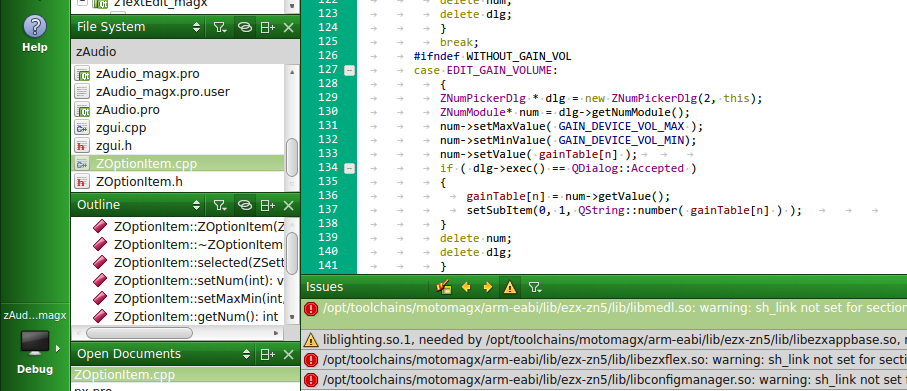 zTextEdit_magx
Help
File System
zAudio
zAudio_magx.pro
zAudio_magx.pro.user
zAudio.pro
zgui.cpp
zgui.h
ZOptionItem.cpp
ZOptionItem.h
Outline
ZOptionItem::ZOptionItem(Z
ZOptionItem::~ZOptionItem
ZOptionItem::selected(ZSett
ZOptionItem::setNum(int): v
ZOptionItem::setMaxMin(int,
ZOptionItem::getNum(): int
Open Documents
ZOptionItem.cpp
zAud...magx
Debug
122 delete num;
123 delete dlg;
124 }
125 break;
126 #ifndef WITHOUT_GAIN_VOL
127 case EDIT_GAIN_VOLUME:
128 {
129 ZNumPickerDlg * dlg = new ZNumPickerDlg(2, this);
130 ZNumModule* num = dlg->getNumModule();
131 num->setMaxValue( GAIN_DEVICE_VOL_MAX );
132 num->setMinValue( GAIN_DEVICE_VOL_MIN);
133 num->setValue( gainTable[n] );
134 if ( dlg->exec() == QDialog::Accepted )
135 {
136 gainTable[n] = num->getValue();
137 setSubItem(0, 1, QString::number( gainTable[n] ) );
138 }
139 delete num;
140 delete dlg;
141 }
Issues
/opt/toolchains/motomagx/arm-eabi/lib/ezx-zn5/lib/libmedl.so: warning: sh_link not set for section
liblighting.so.1, needed by /opt/toolchains/motomagx/arm-eabi/lib/ezx-zn5/lib/libezxappbase.so, n
/opt/toolchains/motomagx/arm-eabi/lib/ezx-zn5/lib/libezxflex.so: warning: sh_link not set for secti
/opt/toolchains/motomagx/arm-eabi/lib/ezx-zn5/lib/libconfigmanager.so: warning: sh_link not set f